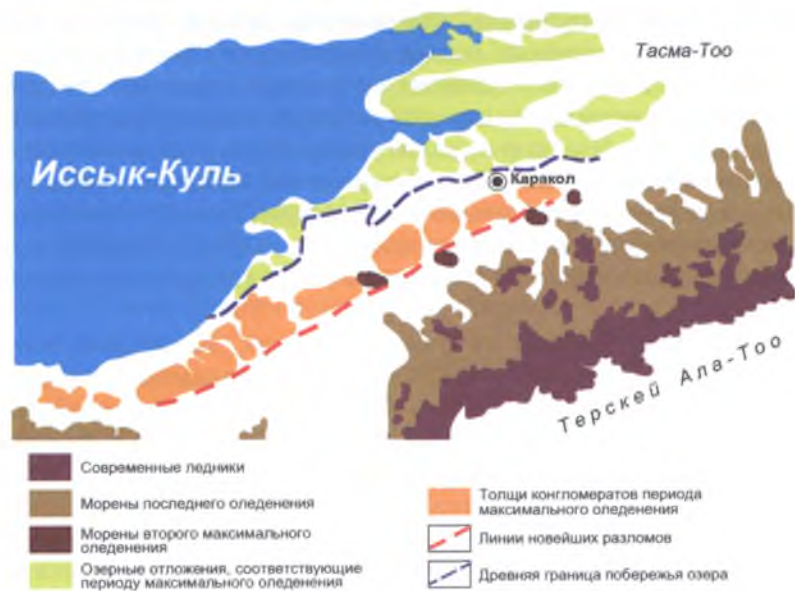 Тасма-Тоо
Иссык-Куль
Каракол
Терскей Ала-Тоо
Современные ледники
Морены последнего оледенения
Морены второго максимального
оледенения
Озерные отложения, соответствующие
периоду максимального оледенения
Толщи конгломератов периода
максимального оледенения
Линии новейших разломов
Древняя граница побережья озера